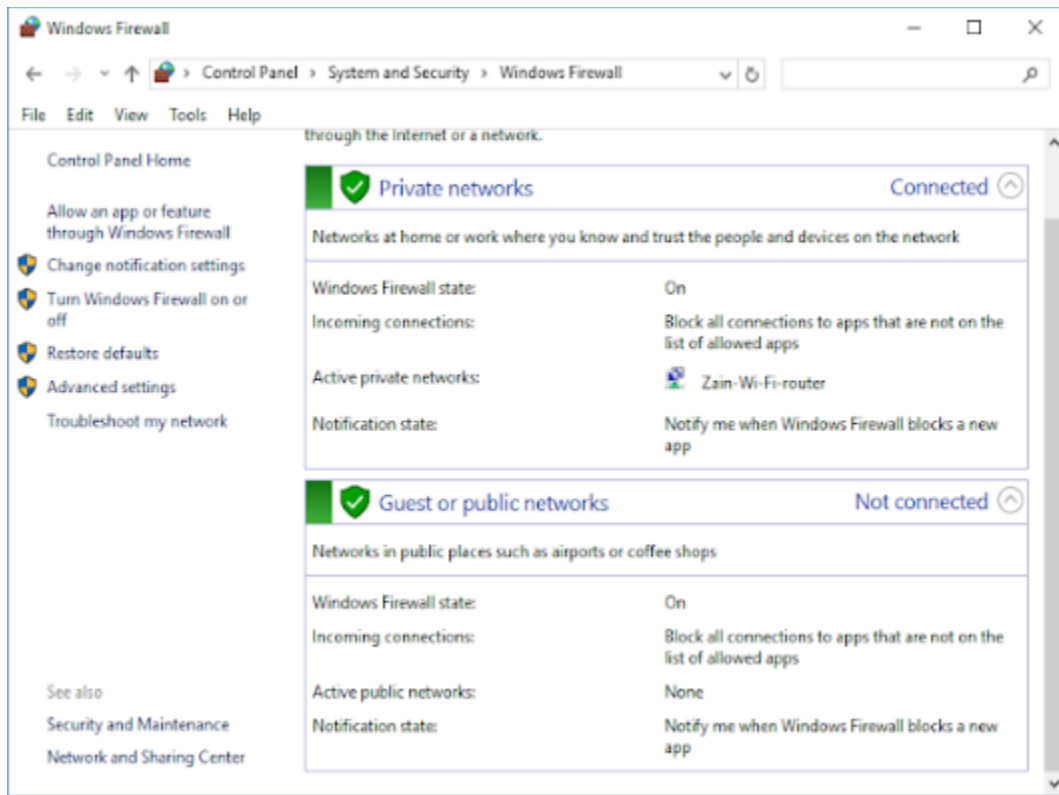 Windows Firewall
Control Panel > System and Security > Windows Firewall
File Edit View Tools Help
Control Panel Home
Allow an app or feature
through Windows Firewall
Change notification settings
Turn Windows Firewall on or
off
Restore defaults
Advanced settings
Troubleshoot my network
See also
Security and Maintenance
Network and Sharing Center
through the Internet or a network.
Private networks Connected
Networks at home or work where you know and trust the people and devices on the network
Windows Firewall state: On
Incoming connections: Block all connections to apps that are not on the
list of allowed apps
Active private networks: Zain-Wi-Fi-router
Notification state: Notify me when Windows Firewall blocks a new
app
Guest or public networks Not connected
Networks in public places such as airports or coffee shops
Windows Firewall state: On
Incoming connections: Block all connections to apps that are not on the
list of allowed apps
Active public networks: None
Notification state: Notify me when Windows Firewall blocks a new
app